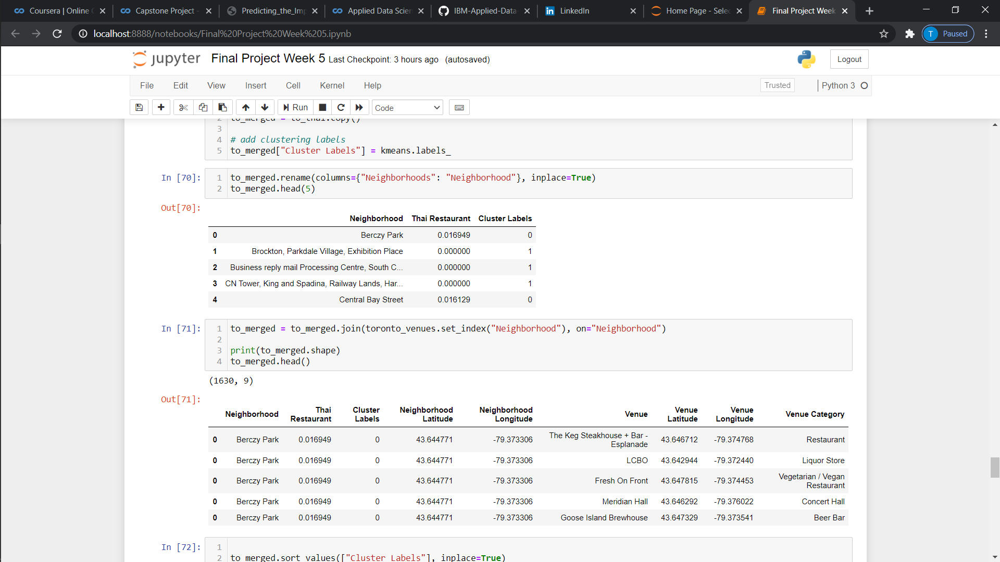 Coursera | Online
Capstone Project -
Predicting_the_Imp
Applied Data Scien
IBM-Applied-Data-
LinkedIn
Home Page - Selec
Final Project Week
localhost:8888/notebooks/Final%20Project%20Week%205.ipynb
T Paused
jupyter Final Project Week 5 Last Checkpoint: 3 hours ago (autosaved)
Logout
File Edit View Insert Cell Kernel Help
Trusted
Python 3
Run
Code
2 to_merged = to_thai.copy()
3
4 # add clustering labels
5 to_merged["Cluster Labels"] = kmeans.labels_
In [70]:
1 to_merged.rename(columns={"Neighborhoods": "Neighborhood"}, inplace=True)
2 to_merged.head(5)
Out[70]:
Neighborhood Thai Restaurant Cluster Labels
0 Berczy Park 0.016949 0
1 Brockton, Parkdale Village, Exhibition Place 0.000000 1
2 Business reply mail Processing Centre, South C... 0.000000 1
3 CN Tower, King and Spadina, Railway Lands, Har... 0.000000 1
4 Central Bay Street 0.016129 0
In [71]:
1 to_merged = to_merged.join(toronto_venues.set_index("Neighborhood"), on="Neighborhood")
2
3 print(to_merged.shape)
4 to_merged.head()
(1630, 9)
Out[71]:
Neighborhood Thai Restaurant Cluster Labels Neighborhood Latitude Neighborhood Longitude Venue Venue Latitude Venue Longitude Venue Category
0 Berczy Park 0.016949 0 43.644771 -79.373306 The Keg Steakhouse + Bar - Esplanade 43.646712 -79.374768 Restaurant
0 Berczy Park 0.016949 0 43.644771 -79.373306 LCBO 43.642944 -79.372440 Liquor Store
0 Berczy Park 0.016949 0 43.644771 -79.373306 Fresh On Front 43.647815 -79.374453 Vegetarian / Vegan Restaurant
0 Berczy Park 0.016949 0 43.644771 -79.373306 Meridian Hall 43.646292 -79.376022 Concert Hall
0 Berczy Park 0.016949 0 43.644771 -79.373306 Goose Island Brewhouse 43.647329 -79.373541 Beer Bar
In [72]:
1
2 to_merged.sort_values(["Cluster Labels"], inplace=True)